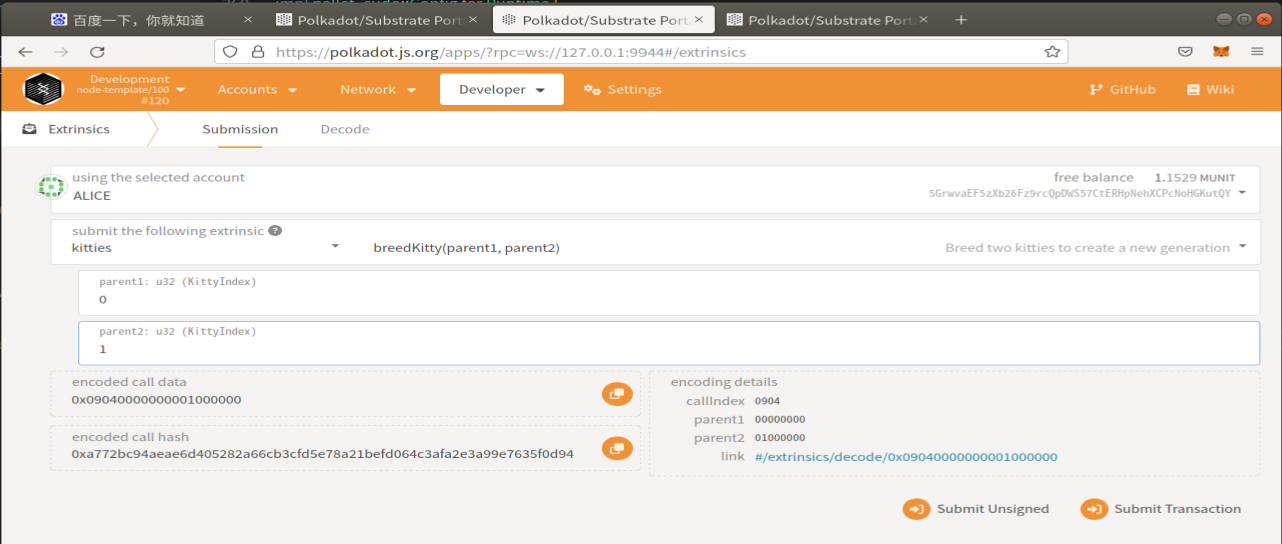 impl pallet_sudo::Config for Runtime {
百度一下，你就知道
Polkadot/Substrate Port
Polkadot/Substrate Port
Polkadot/Substrate Port
https://polkadot.js.org/apps/?rpc=ws://127.0.0.1:9944#/extrinsics
Development
node-template/100
#120
Accounts
Network
Developer
Settings
GitHub
Wiki
Extrinsics
Submission
Decode
using the selected account
ALICE
free balance 1.1529 MUNIT
5GrwvaEF5zXb26Fz9rcQpDWS57CtERHpNehXCPcNoHGKutQY
submit the following extrinsic ?
kitties
breedKitty(parent1, parent2)
Breed two kitties to create a new generation
parent1: u32 (KittyIndex)
0
parent2: u32 (KittyIndex)
1
encoded call data
0x09040000000001000000
encoded call hash
0xa772bc94aeae6d405282a66cb3cfd5e78a21befd064c3afa2e3a99e7635f0d94
encoding details
callIndex 0904
parent1 00000000
parent2 01000000
link #/extrinsics/decode/0x09040000000001000000
Submit Unsigned
Submit Transaction